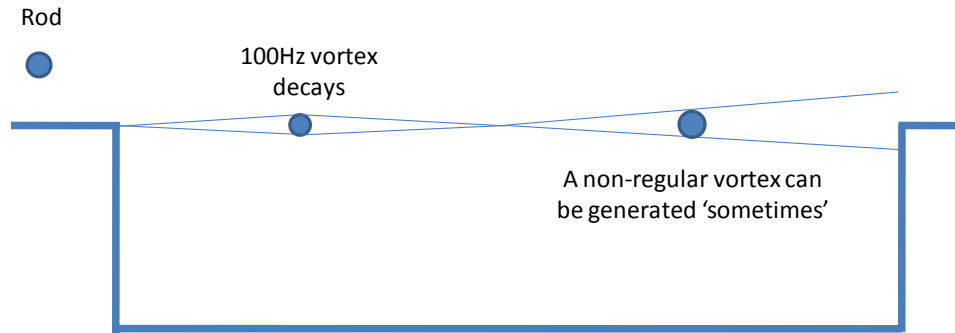 Rod
100Hz vortex
decays
A non-regular vortex can
be generated ‘sometimes’